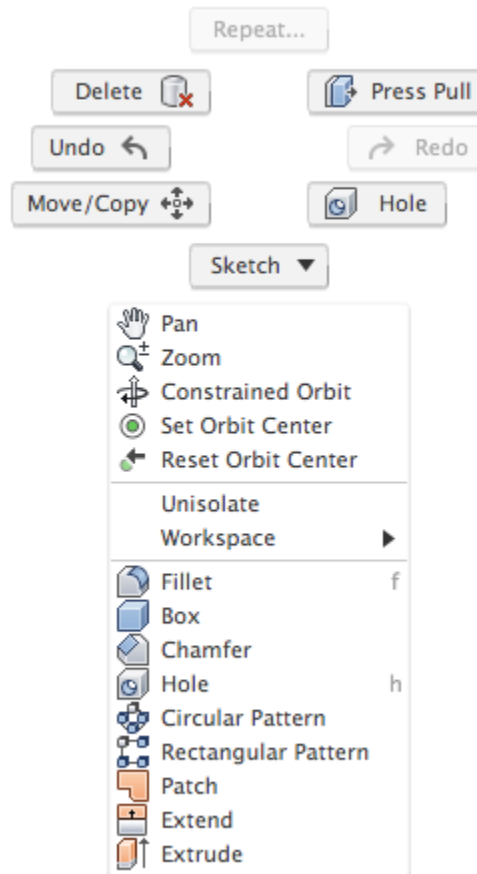 Repeat...
Delete
Press Pull
Undo
Redo
Move/Copy
Hole
Sketch
Pan
Zoom
Constrained Orbit
Set Orbit Center
Reset Orbit Center
Unisolate
Workspace
Fillet f
Box
Chamfer
Hole h
Circular Pattern
Rectangular Pattern
Patch
Extend
Extrude